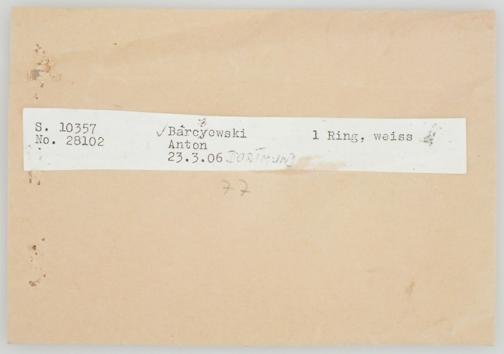 S. 10357 ✓Barcyowski 1 Ring, weiss
No. 28102 Anton
23.3.06 DORTMUND
77